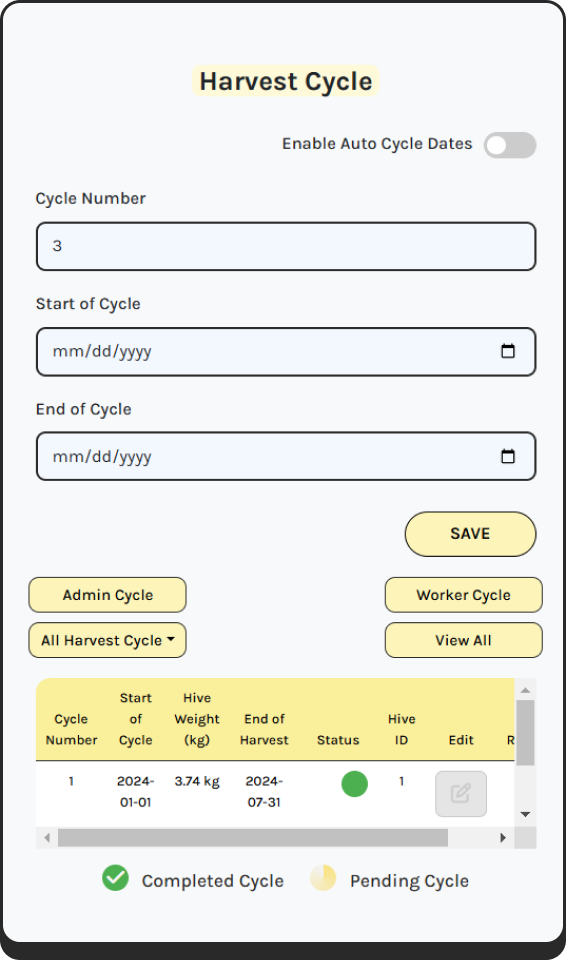 Harvest Cycle
Enable Auto Cycle Dates
Cycle Number
3
Start of Cycle
mm/dd/yyyy
End of Cycle
mm/dd/yyyy
SAVE
Admin Cycle Worker Cycle
All Harvest Cycle View All
Start Hive
Cycle of Weight End of Hive
Number Cycle (kg) Harvest Status ID Edit R
1 2024- 3.74 kg 2024- 1
01-01 07-31
Completed Cycle Pending Cycle